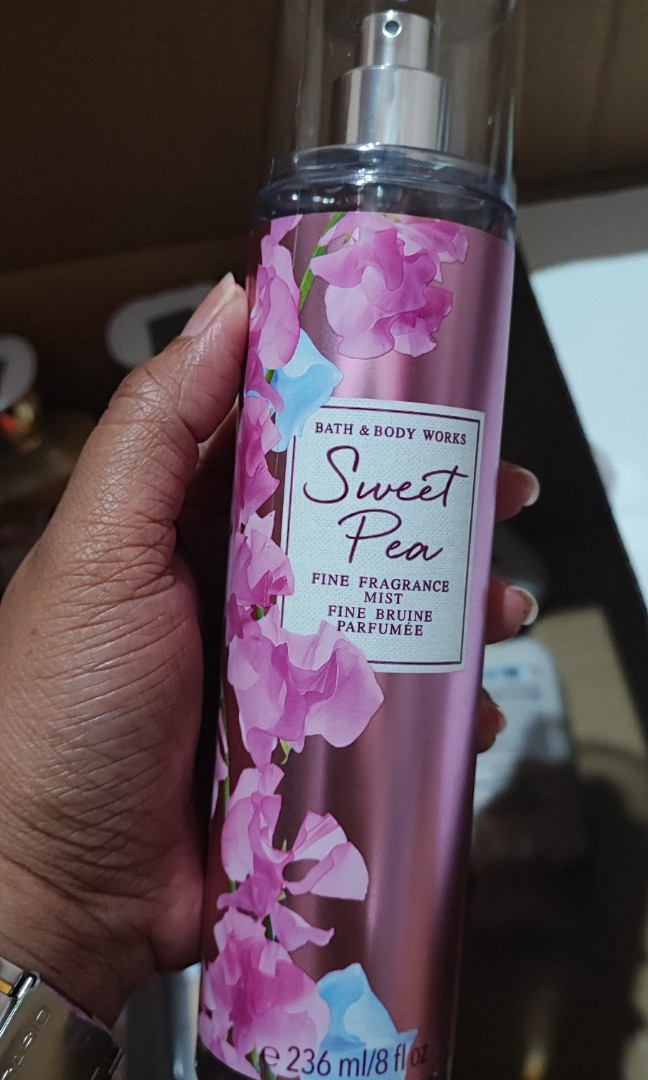 BATH & BODY WORKS
Sweet
Pea
FINE FRAGRANCE
MIST
FINE BRUINE
PARFUMÉE
℮ 236 ml/8 fl oz